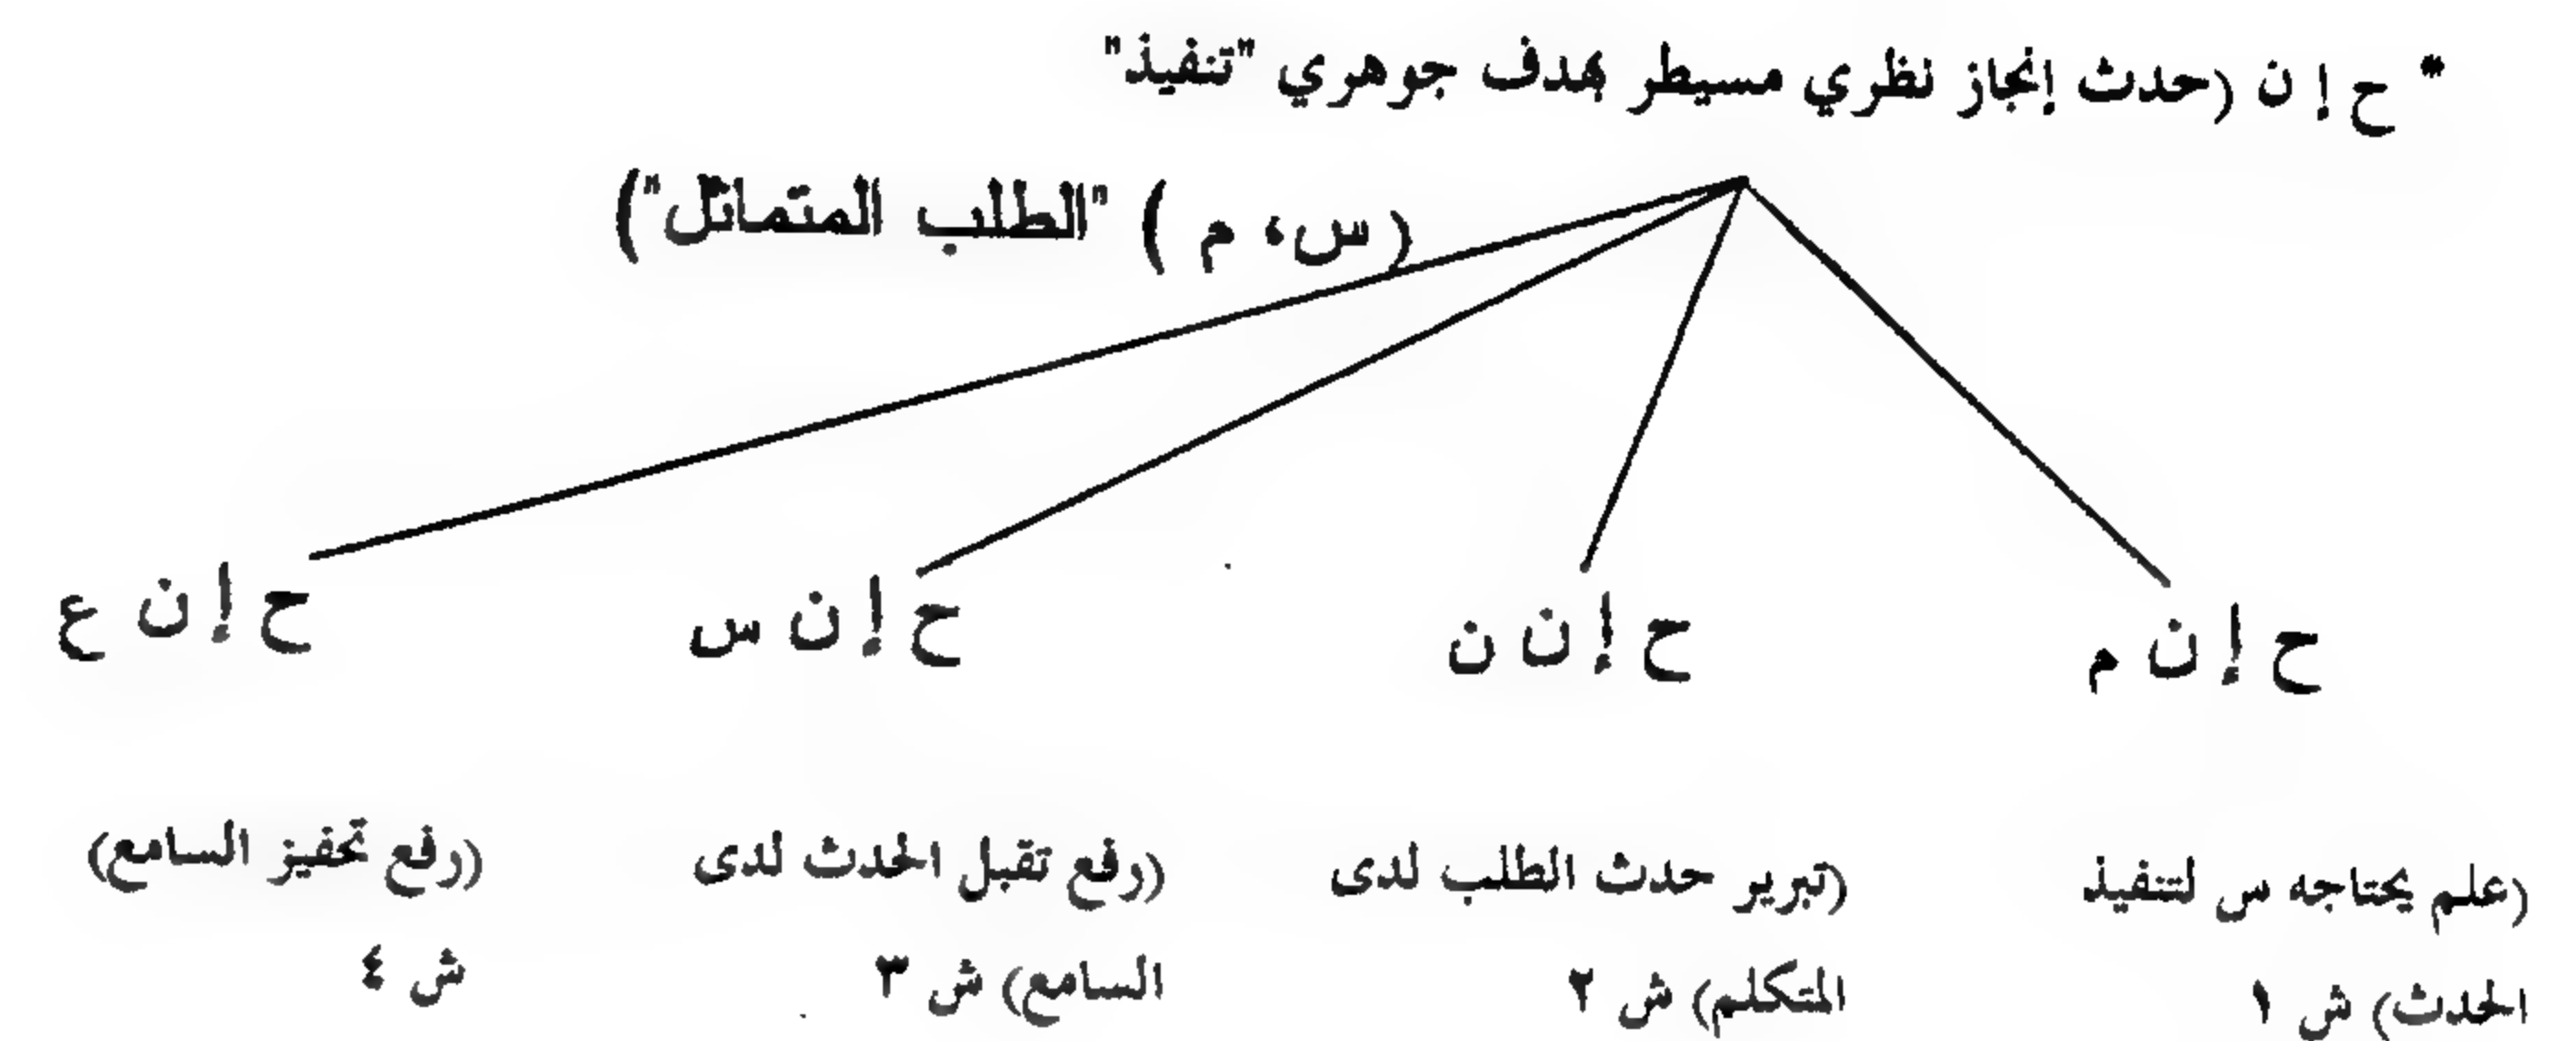 * ح إ ن (حدث إنجاز نظري مسيطر بهدف جوهري "تنفيذ"
(س، م) "الطلب المتماثل")
ح إ ن م
ح إ ن ن
ح إ ن س
ح إ ن ع
(علم يحتاجه س لتنفيذ
الحدث) ش ١
(تبرير حدث الطلب لدى
المتكلم) ش ٢
(رفع تقبل الحدث لدى
السامع) ش ٣
(رفع تحفيز السامع)
ش ٤